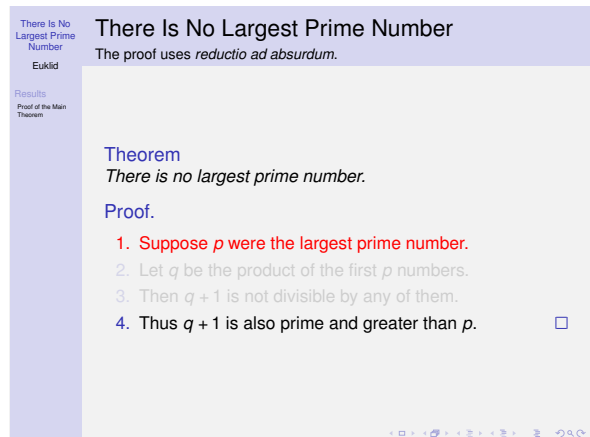 There Is No
Largest Prime
Number
Euklid
Results
Proof of the Main
Theorem
There Is No Largest Prime Number
The proof uses reductio ad absurdum.
Theorem
There is no largest prime number.
Proof.
1. Suppose p were the largest prime number.
2. Let q be the product of the first p numbers.
3. Then q + 1 is not divisible by any of them.
4. Thus q + 1 is also prime and greater than p. □